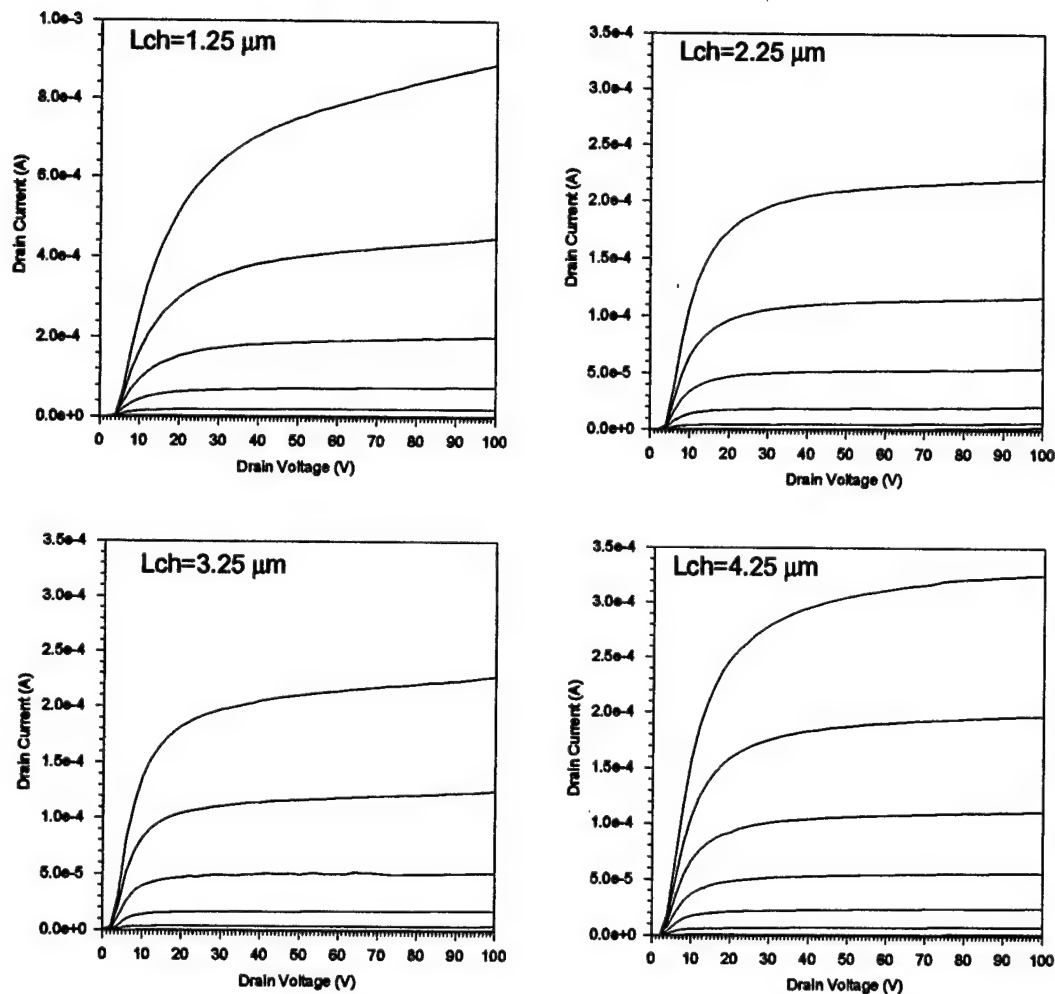 Lch=1.25 µm
1.0e-3
8.0e-4
6.0e-4
4.0e-4
2.0e-4
0.0e+0
Drain Current (A)
0 10 20 30 40 50 60 70 80 90 100
Drain Voltage (V)
Lch=2.25 µm
3.5e-4
3.0e-4
2.5e-4
2.0e-4
1.5e-4
1.0e-4
5.0e-5
0.0e+0
Drain Current (A)
0 10 20 30 40 50 60 70 80 90 100
Drain Voltage (V)
Lch=3.25 µm
3.5e-4
3.0e-4
2.5e-4
2.0e-4
1.5e-4
1.0e-4
5.0e-5
0.0e+0
Drain Current (A)
0 10 20 30 40 50 60 70 80 90 100
Drain Voltage (V)
Lch=4.25 µm
3.5e-4
3.0e-4
2.5e-4
2.0e-4
1.5e-4
1.0e-4
5.0e-5
0.0e+0
Drain Current (A)
0 10 20 30 40 50 60 70 80 90 100
Drain Voltage (V)